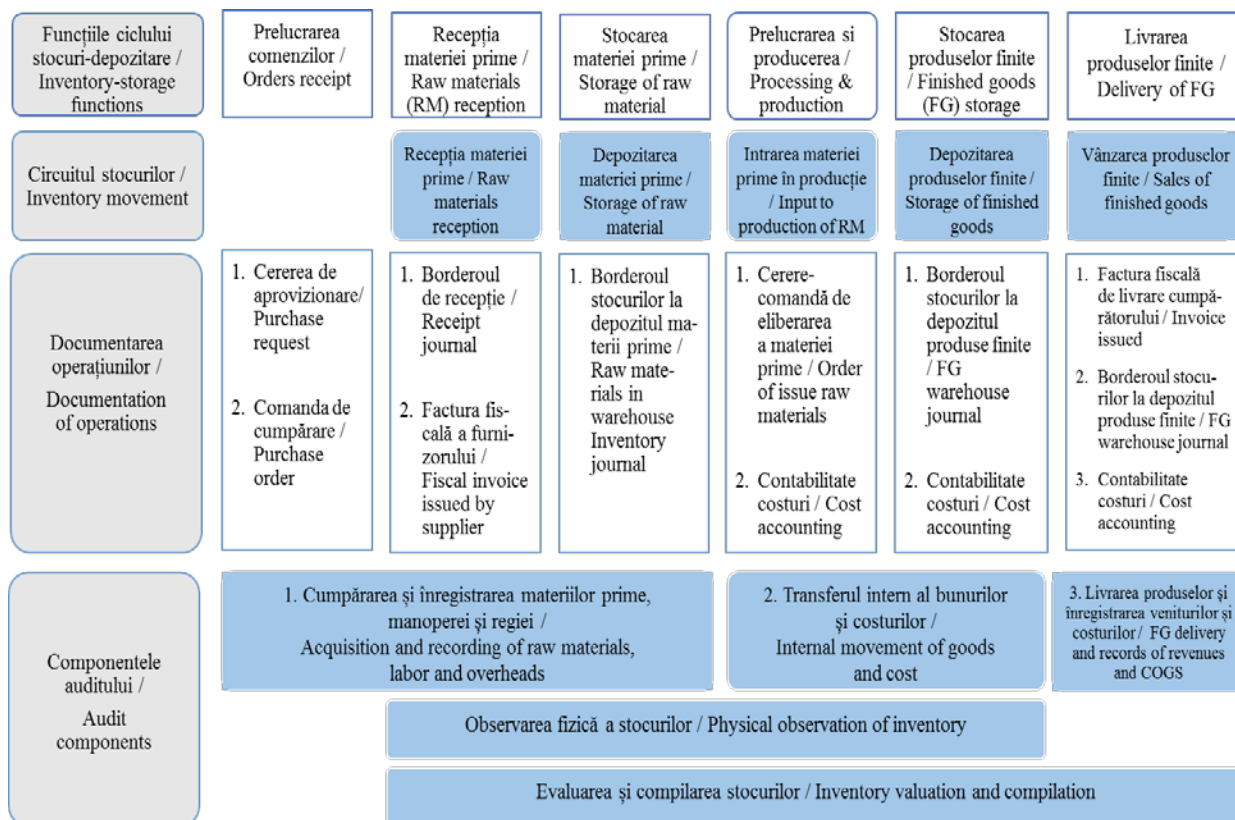 Funcțiile ciclului
stocuri-depozitare /
Inventory-storage
functions
Prelucrarea
comenzilor /
Orders receipt
Recepția
materiei prime /
Raw materials
(RM) reception
Stocarea
materiei prime /
Storage of raw
material
Prelucrarea si
producerea /
Processing &
production
Stocarea
produselor finite
/ Finished goods
(FG) storage
Livrarea
produselor finite /
Delivery of FG
Circuitul stocurilor /
Inventory movement
Recepția materiei
prime / Raw
materials
reception
Depozitarea
materiei prime /
Storage of raw
material
Intrarea materiei
prime în producție
/ Input to
production of RM
Depozitarea
produselor finite /
Storage of finished
goods
Vânzarea produselor
finite / Sales of
finished goods
Documentarea
operațiunilor /
Documentation
of operations
1. Cererea de
aprovizionare/
Purchase
request
2. Comanda de
cumpărare /
Purchase
order
1. Borderoul
de recepție /
Receipt
journal
2. Factura fis-
cală a furni-
zorului /
Fiscal invoice
issued by
supplier
1. Borderoul
stocurilor la
depozitul ma-
terii prime /
Raw mate-
rials in
warehouse
Inventory
journal
1. Cerere-
comandă de
eliberarea
a materiei
prime / Order
of issue raw
materials
2. Contabilitate
costuri / Cost
accounting
1. Borderoul
stocurilor la
depozitul
produse finite
/ FG
warehouse
journal
2. Contabilitate
costuri / Cost
accounting
1. Factura fiscală
de livrare cumpă-
rătorului / Invoice
issued
2. Borderoul stocu-
rilor la depozitul
produse finite / FG
warehouse journal
3. Contabilitate
costuri / Cost
accounting
Componentele
auditului /
Audit
components
1. Cumpărarea și înregistrarea materiilor prime,
manoperei și regiei /
Acquisition and recording of raw materials,
labor and overheads
2. Transferul intern al bunurilor
și costurilor /
Internal movement of goods
and cost
3. Livrarea produselor și
înregistrarea veniturilor și
costurilor/ FG delivery
and records of revenues
and COGS
Observarea fizică a stocurilor / Physical observation of inventory
Evaluarea și compilarea stocurilor / Inventory valuation and compilation